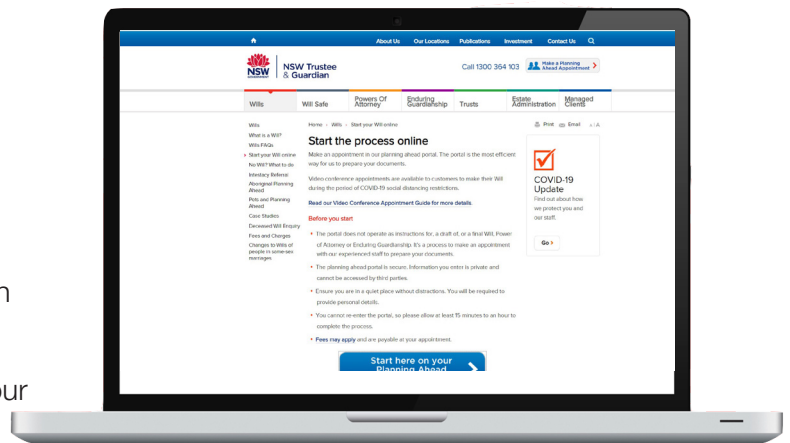 About Us Our Locations Publications Investment Contact Us
NSW
GOVERNMENT
NSW Trustee
& Guardian
Call 1300 364 103
Make a Planning
Ahead Appointment
Wills
Will Safe
Powers Of
Attorney
Enduring
Guardianship
Trusts
Estate
Administration
Managed
Clients
Wills
What is a Will?
Wills FAQs
Start your Will online
No Will? What to do
Intestacy Referral
Aboriginal Planning
Ahead
Pets and Planning
Ahead
Case Studies
Deceased Will Enquiry
Fees and Charges
Changes to Wills of
people in same-sex
marriages
Home › Wills › Start your Will online
Print Email A A
Start the process online
Make an appointment in our planning ahead portal. The portal is the most efficient
way for us to prepare your documents.
Video conference appointments are available to customers to make their Will
during the period of COVID-19 social distancing restrictions.
Read our Video Conference Appointment Guide for more details.
Before you start
• The portal does not operate as instructions for, a draft of, or a final Will, Power
of Attorney or Enduring Guardianship. It's a process to make an appointment
with our experienced staff to prepare your documents.
• The planning ahead portal is secure. Information you enter is private and
cannot be accessed by third parties.
• Ensure you are in a quiet place without distractions. You will be required to
provide personal details.
• You cannot re-enter the portal, so please allow at least 15 minutes to an hour to
complete the process.
• Fees may apply and are payable at your appointment.
Start here on your
Planning Ahead
COVID-19
Update
Find out about how
we protect you and
our staff.
Go ›